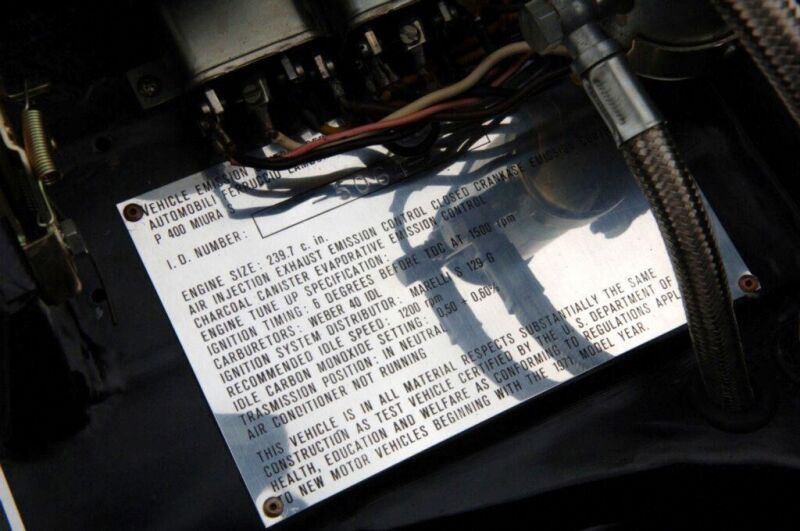 VEHICLE EMISSION
AUTOMOBILI FERRUCCIO LAMBO
P 400 MIURA
I.D. NUMBER:
ENGINE SIZE: 239.7 c. in.
AIR INJECTION EXHAUST EMISSION CONTROL CLOSED CRANKASE EMISSION
CHARCOAL CANISTER EVAPORATIVE EMISSION CONTROL
ENGINE TUNE UP SPECIFICATION:
IGNITION TIMING: 6 DEGREES BEFORE TDC AT 1500 rpm
CARBURETORS: WEBER 40 IDL
IGNITION SYSTEM DISTRIBUTOR: MARELLI S 129 G
RECOMMENDED IDLE SPEED: 1200 rpm
IDLE CARBON MONOXIDE SETTING: 0.50 ÷ 0.60%
TRASMISSION POSITION: IN NEUTRAL
AIR CONDITIONER NOT RUNNING
THIS VEHICLE IS IN ALL MATERIAL RESPECTS SUBSTANTIALLY THE SAME
CONSTRUCTION AS TEST VEHICLE CERTIFIED BY THE U.S. DEPARTMENT OF
HEALTH, EDUCATION AND WELFARE AS CONFORMING TO REGULATIONS APPL
TO NEW MOTOR VEHICLES BEGINNING WITH THE 1971 MODEL YEAR.